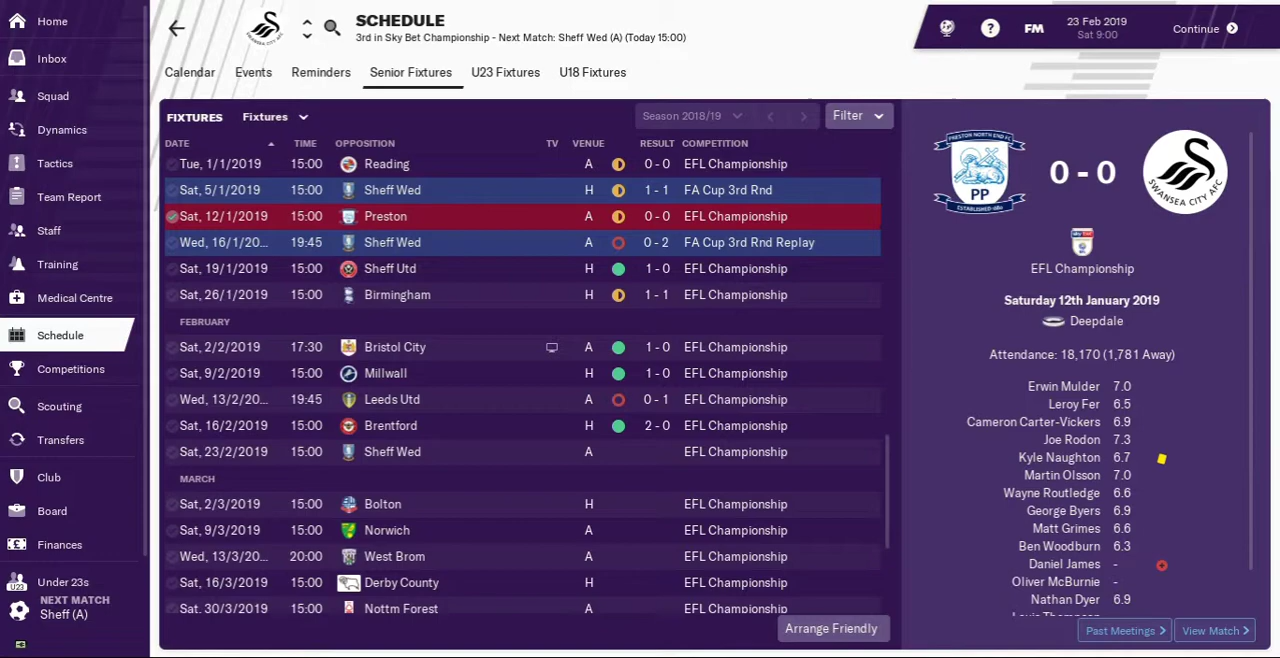 Home
Inbox
Squad
Dynamics
Tactics
Team Report
Staff
Training
Medical Centre
Schedule
Competitions
Scouting
Transfers
Club
Board
Finances
U23
Under 23s
NEXT MATCH
Sheff (A)
SWANSEA CITY AFC
SCHEDULE
3rd in Sky Bet Championship - Next Match: Sheff Wed (A) (Today 15:00)
? FM 23 Feb 2019
Sat 9:00
Continue
Calendar Events Reminders Senior Fixtures U23 Fixtures U18 Fixtures
FIXTURES Fixtures Season 2018/19 Filter
DATE TIME OPPOSITION TV VENUE RESULT COMPETITION
Tue, 1/1/2019 15:00 Reading A 0 - 0 EFL Championship
Sat, 5/1/2019 15:00 Sheff Wed H 1 - 1 FA Cup 3rd Rnd
Sat, 12/1/2019 15:00 Preston A 0 - 0 EFL Championship
Wed, 16/1/20... 19:45 Sheff Wed A 0 - 2 FA Cup 3rd Rnd Replay
Sat, 19/1/2019 15:00 Sheff Utd H 1 - 0 EFL Championship
Sat, 26/1/2019 15:00 Birmingham H 1 - 1 EFL Championship
FEBRUARY
Sat, 2/2/2019 17:30 Bristol City A 1 - 0 EFL Championship
Sat, 9/2/2019 15:00 Millwall H 1 - 0 EFL Championship
Wed, 13/2/20... 19:45 Leeds Utd A 0 - 1 EFL Championship
Sat, 16/2/2019 15:00 Brentford H 2 - 0 EFL Championship
Sat, 23/2/2019 15:00 Sheff Wed A EFL Championship
MARCH
Sat, 2/3/2019 15:00 Bolton H EFL Championship
Sat, 9/3/2019 15:00 Norwich A EFL Championship
Wed, 13/3/20... 20:00 West Brom A EFL Championship
Sat, 16/3/2019 15:00 Derby County H EFL Championship
Sat, 30/3/2019 15:00 Nottm Forest A EFL Championship
Arrange Friendly
PRESTON NORTH END FC
PP
0 - 0
SWANSEA CITY AFC
EFL Championship
Saturday 12th January 2019
Deepdale
Attendance: 18,170 (1,781 Away)
Erwin Mulder 7.0
Leroy Fer 6.5
Cameron Carter-Vickers 6.9
Joe Rodon 7.3
Kyle Naughton 6.7
Martin Olsson 7.0
Wayne Routledge 6.6
George Byers 6.9
Matt Grimes 6.6
Ben Woodburn 6.3
Daniel James -
Oliver McBurnie -
Nathan Dyer 6.9
Past Meetings View Match